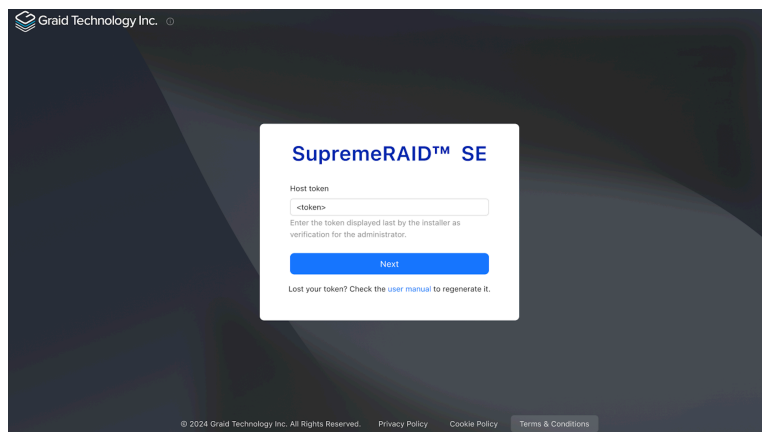 Graid Technology Inc.
SupremeRAID™ SE
Host token
<token>
Enter the token displayed last by the installer as
verification for the administrator.
Next
Lost your token? Check the user manual to regenerate it.
© 2024 Graid Technology Inc. All Rights Reserved. Privacy Policy Cookie Policy Terms & Conditions